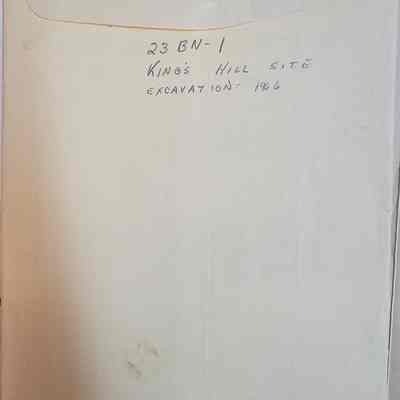 23 BN-1
KING'S HILL SITE
EXCAVATION- 1966